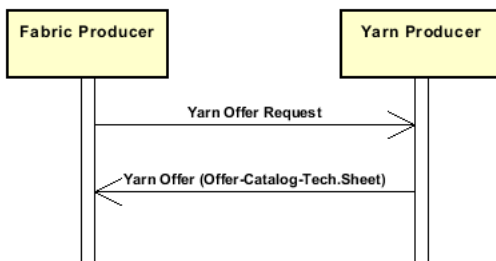 Fabric Producer
Yarn Producer
Yarn Offer Request
Yarn Offer (Offer-Catalog-Tech.Sheet)